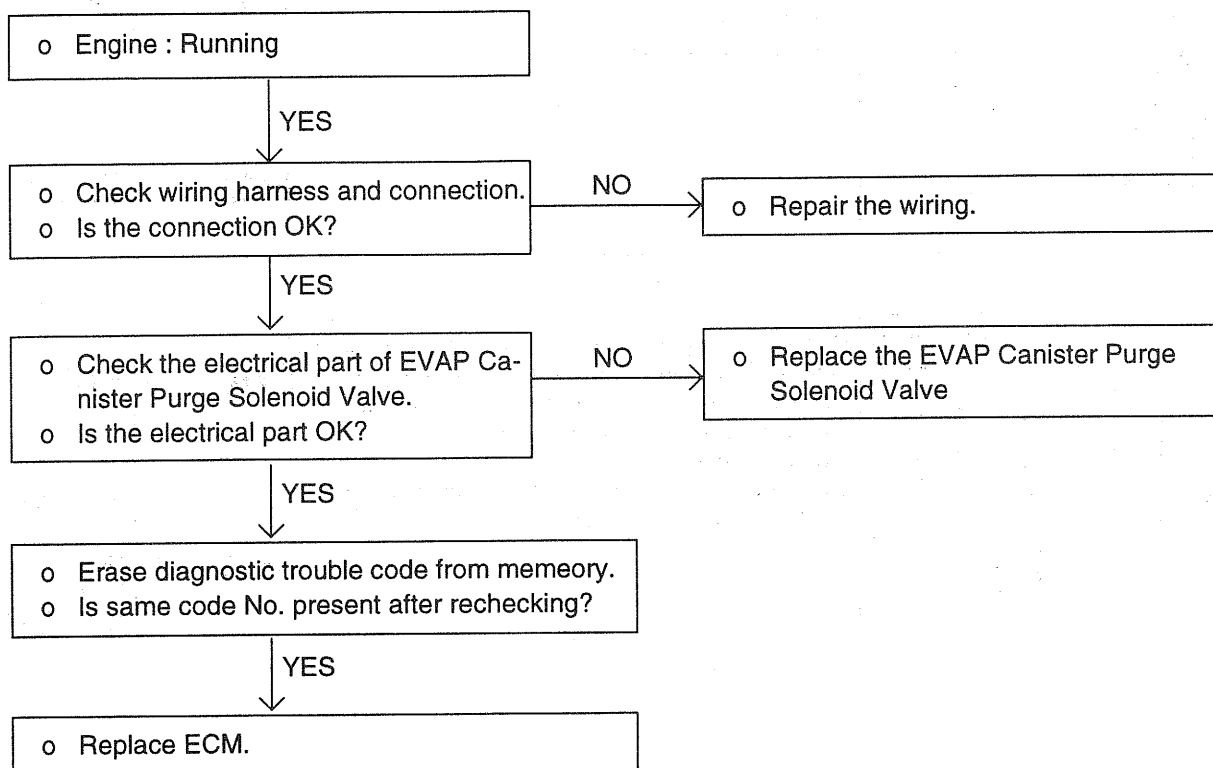 o Engine : Running
YES
o Check wiring harness and connection.
o Is the connection OK?
NO
o Repair the wiring.
YES
o Check the electrical part of EVAP Ca-
nister Purge Solenoid Valve.
o Is the electrical part OK?
NO
o Replace the EVAP Canister Purge
Solenoid Valve
YES
o Erase diagnostic trouble code from memeory.
o Is same code No. present after rechecking?
YES
o Replace ECM.